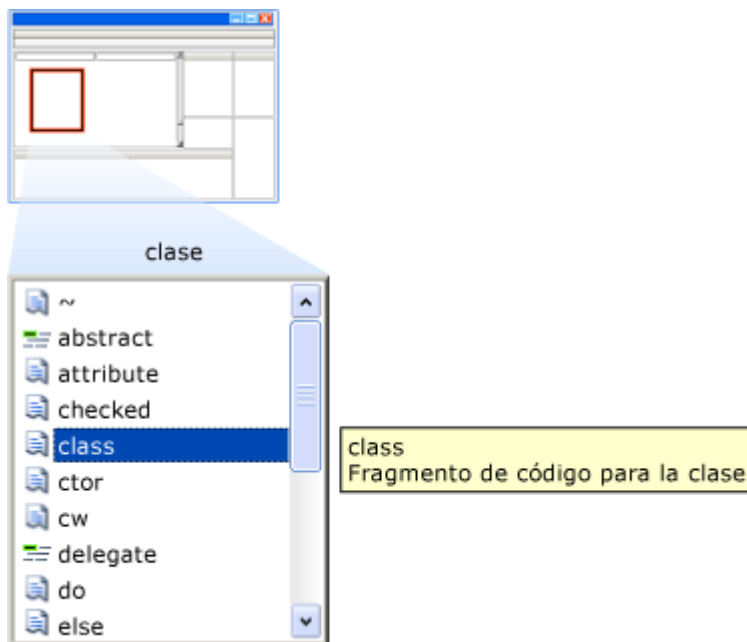 clase
~
abstract
attribute
checked
class
ctor
cw
delegate
do
else
class
Fragmento de código para la clase